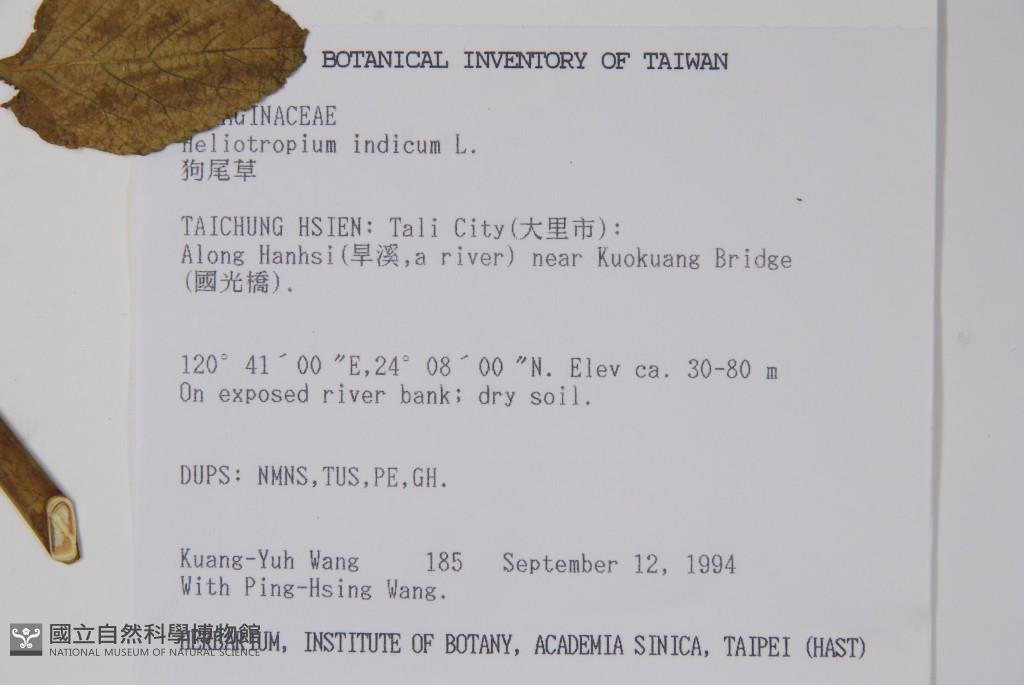 BOTANICAL INVENTORY OF TAIWAN
GINACEAE
Heliotropium indicum L.
狗尾草
TAICHUNG HSIEN: Tali City(大里市):
Along Hanhsi(旱溪,a river) near Kuokuang Bridge
(國光橋).
120° 41´00 ″E,24° 08´00 ″N. Elev ca. 30-80 m
On exposed river bank; dry soil.
DUPS: NMNS,TUS,PE,GH.
Kuang-Yuh Wang 185 September 12, 1994
With Ping-Hsing Wang.
HERBARIUM, INSTITUTE OF BOTANY, ACADEMIA SINICA, TAIPEI (HAST)
國立自然科學博物館
NATIONAL MUSEUM OF NATURAL SCIENCE